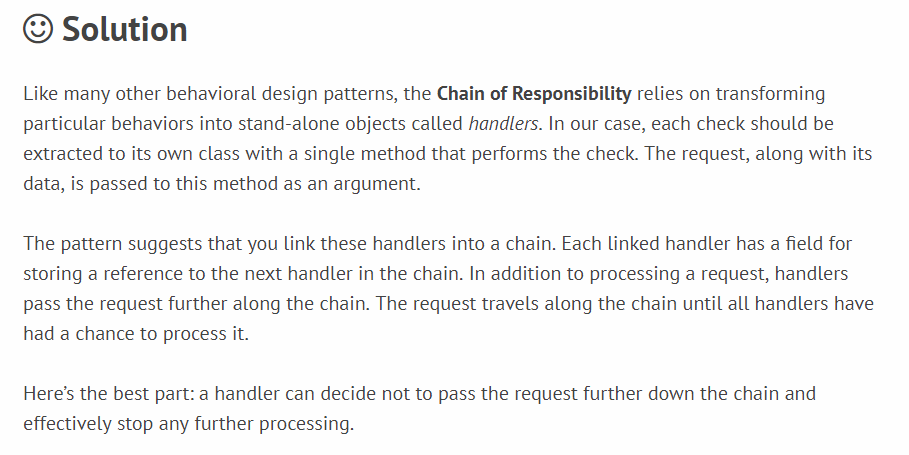 Solution
Like many other behavioral design patterns, the Chain of Responsibility relies on transforming
particular behaviors into stand-alone objects called handlers. In our case, each check should be
extracted to its own class with a single method that performs the check. The request, along with its
data, is passed to this method as an argument.
The pattern suggests that you link these handlers into a chain. Each linked handler has a field for
storing a reference to the next handler in the chain. In addition to processing a request, handlers
pass the request further along the chain. The request travels along the chain until all handlers have
had a chance to process it.
Here’s the best part: a handler can decide not to pass the request further down the chain and
effectively stop any further processing.